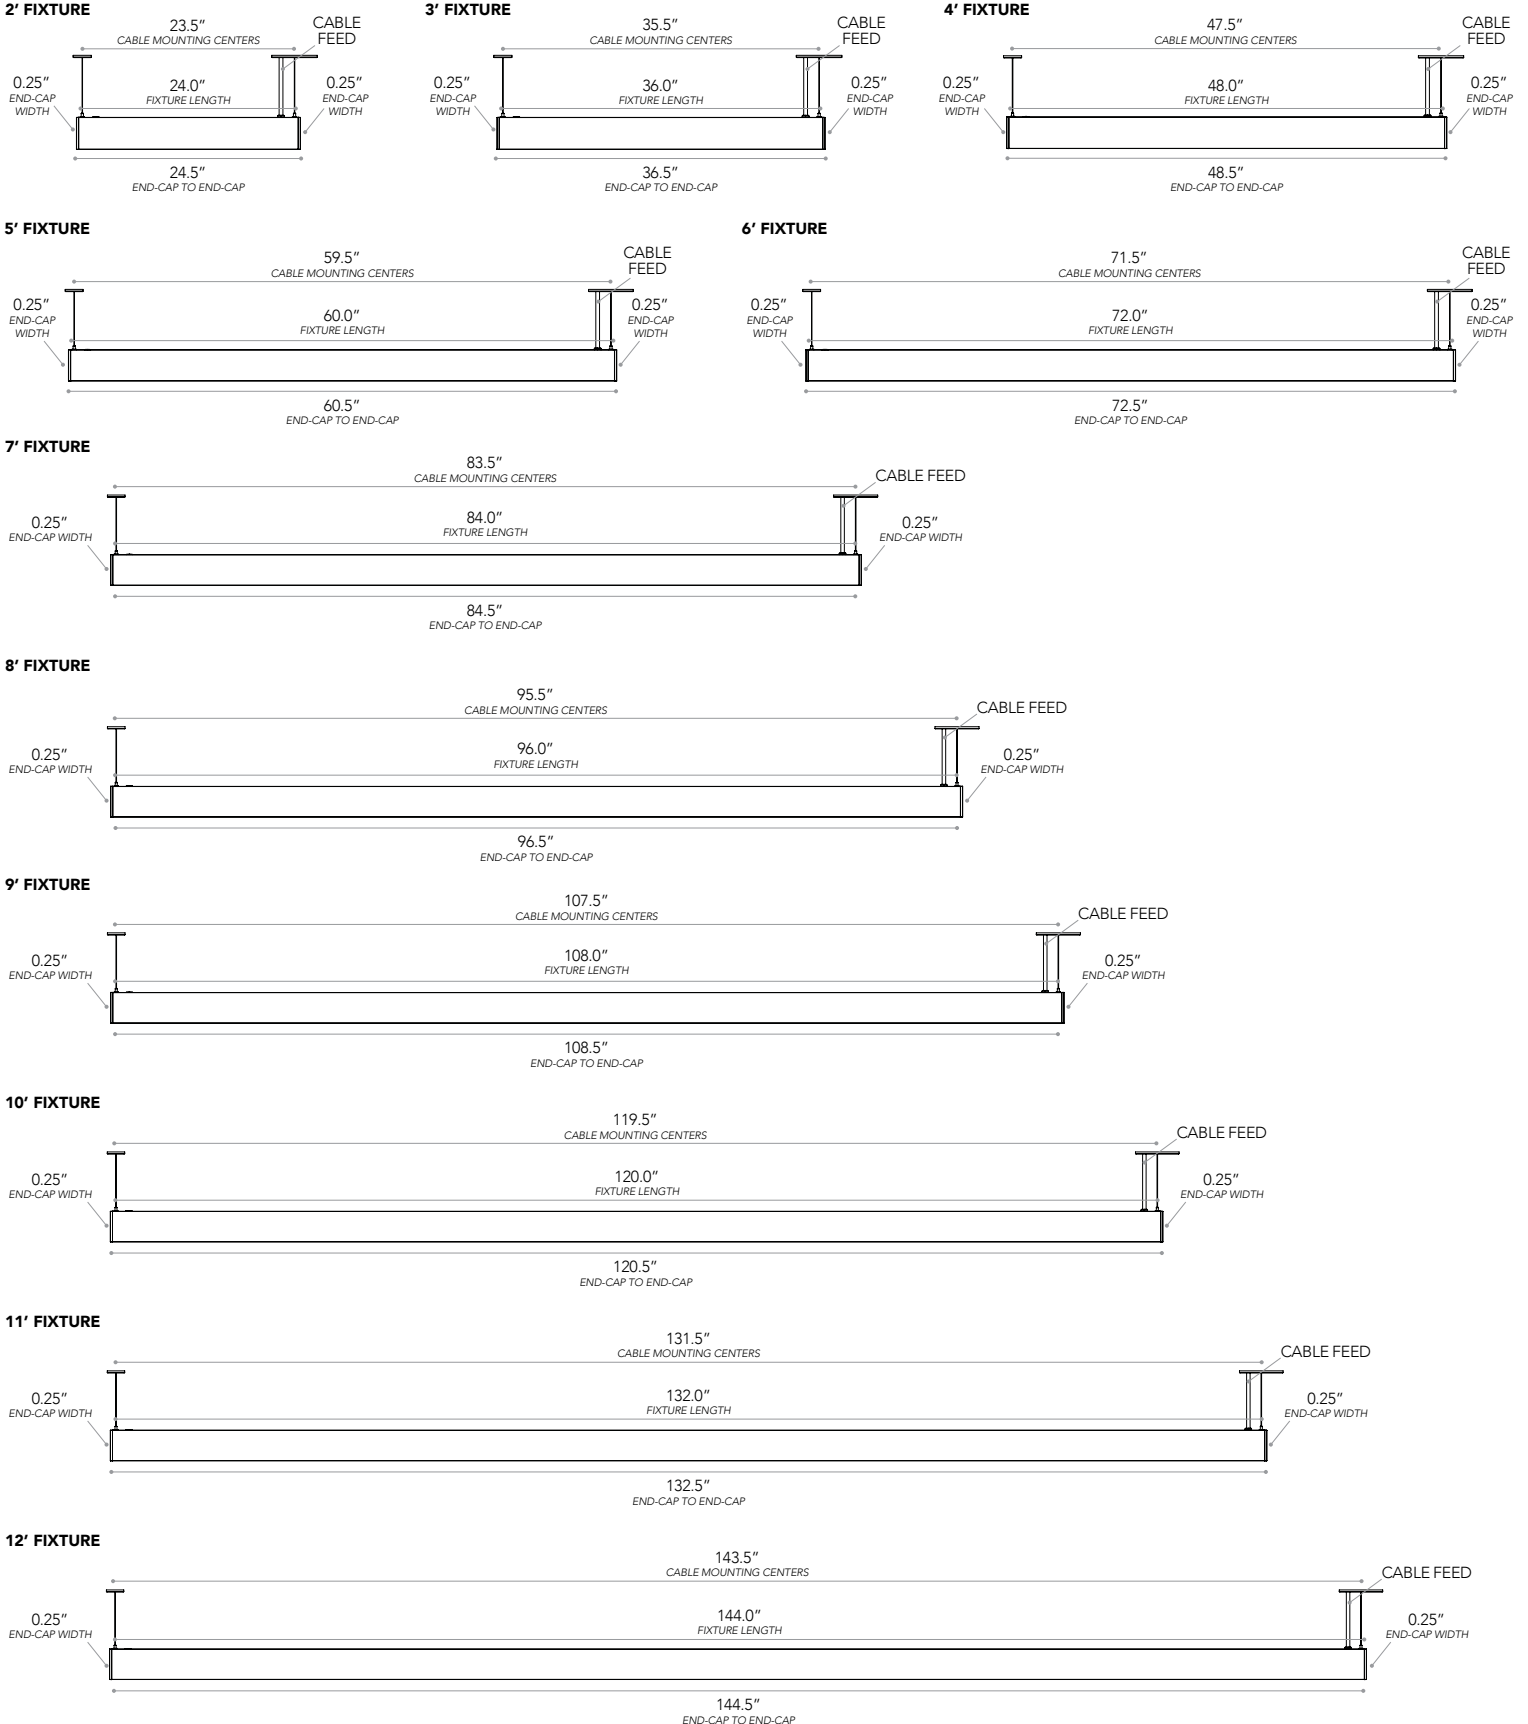 2’ FIXTURE
23.5”
CABLE MOUNTING CENTERS
CABLE
FEED
0.25”
END-CAP
WIDTH
24.0”
FIXTURE LENGTH
0.25”
END-CAP
WIDTH
24.5”
END-CAP TO END-CAP
3’ FIXTURE
35.5”
CABLE MOUNTING CENTERS
CABLE
FEED
0.25”
END-CAP
WIDTH
36.0”
FIXTURE LENGTH
0.25”
END-CAP
WIDTH
36.5”
END-CAP TO END-CAP
4’ FIXTURE
47.5”
CABLE MOUNTING CENTERS
CABLE
FEED
0.25”
END-CAP
WIDTH
48.0”
FIXTURE LENGTH
0.25”
END-CAP
WIDTH
48.5”
END-CAP TO END-CAP
5’ FIXTURE
59.5”
CABLE MOUNTING CENTERS
CABLE
FEED
0.25”
END-CAP
WIDTH
60.0”
FIXTURE LENGTH
0.25”
END-CAP
WIDTH
60.5”
END-CAP TO END-CAP
6’ FIXTURE
71.5”
CABLE MOUNTING CENTERS
CABLE
FEED
0.25”
END-CAP
WIDTH
72.0”
FIXTURE LENGTH
0.25”
END-CAP
WIDTH
72.5”
END-CAP TO END-CAP
7’ FIXTURE
83.5”
CABLE MOUNTING CENTERS
CABLE FEED
0.25”
END-CAP WIDTH
84.0”
FIXTURE LENGTH
0.25”
END-CAP WIDTH
84.5”
END-CAP TO END-CAP
8’ FIXTURE
95.5”
CABLE MOUNTING CENTERS
CABLE FEED
0.25”
END-CAP WIDTH
96.0”
FIXTURE LENGTH
0.25”
END-CAP WIDTH
96.5”
END-CAP TO END-CAP
9’ FIXTURE
107.5”
CABLE MOUNTING CENTERS
CABLE FEED
0.25”
END-CAP WIDTH
108.0”
FIXTURE LENGTH
0.25”
END-CAP WIDTH
108.5”
END-CAP TO END-CAP
10’ FIXTURE
119.5”
CABLE MOUNTING CENTERS
CABLE FEED
0.25”
END-CAP WIDTH
120.0”
FIXTURE LENGTH
0.25”
END-CAP WIDTH
120.5”
END-CAP TO END-CAP
11’ FIXTURE
131.5”
CABLE MOUNTING CENTERS
CABLE FEED
0.25”
END-CAP WIDTH
132.0”
FIXTURE LENGTH
0.25”
END-CAP WIDTH
132.5”
END-CAP TO END-CAP
12’ FIXTURE
143.5”
CABLE MOUNTING CENTERS
CABLE FEED
0.25”
END-CAP WIDTH
144.0”
FIXTURE LENGTH
0.25”
END-CAP WIDTH
144.5”
END-CAP TO END-CAP